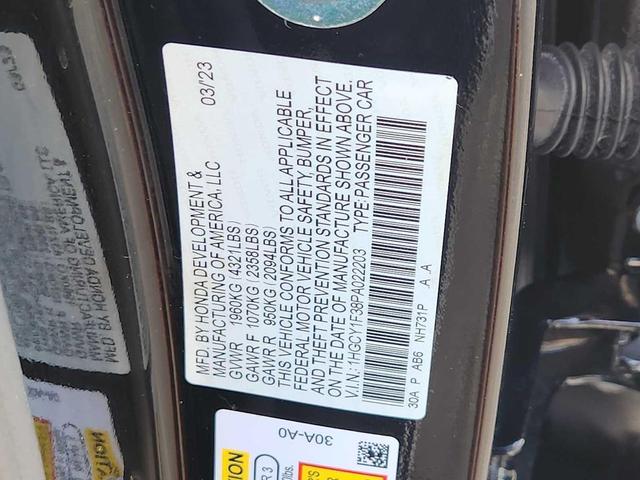 MFD. BY HONDA DEVELOPMENT & 03/23
MANUFACTURING OF AMERICA, LLC
GVWR 1960KG (4321LBS)
GAWR F 1070KG (2358LBS)
GAWR R 950KG (2094LBS)
THIS VEHICLE CONFORMS TO ALL APPLICABLE
FEDERAL MOTOR VEHICLE SAFETY, BUMPER,
AND THEFT PREVENTION STANDARDS IN EFFECT
ON THE DATE OF MANUFACTURE SHOWN ABOVE.
V.I.N.: 1HGCY1F38PA022203 TYPE: PASSENGER CAR
30A P AB6 NH731P A A
30A-A0